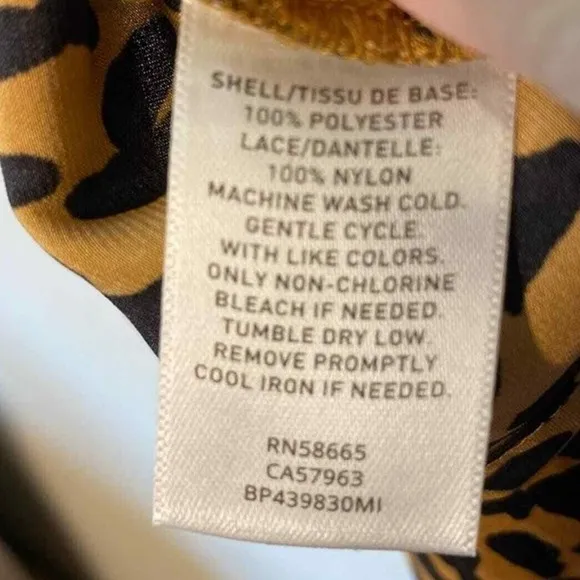 SHELL/TISSU DE BASE:
100% POLYESTER
LACE/DANTELLE:
100% NYLON
MACHINE WASH COLD.
GENTLE CYCLE.
WITH LIKE COLORS.
ONLY NON-CHLORINE
BLEACH IF NEEDED.
TUMBLE DRY LOW.
REMOVE PROMPTLY
COOL IRON IF NEEDED.
RN58665
CA57963
BP439830MI